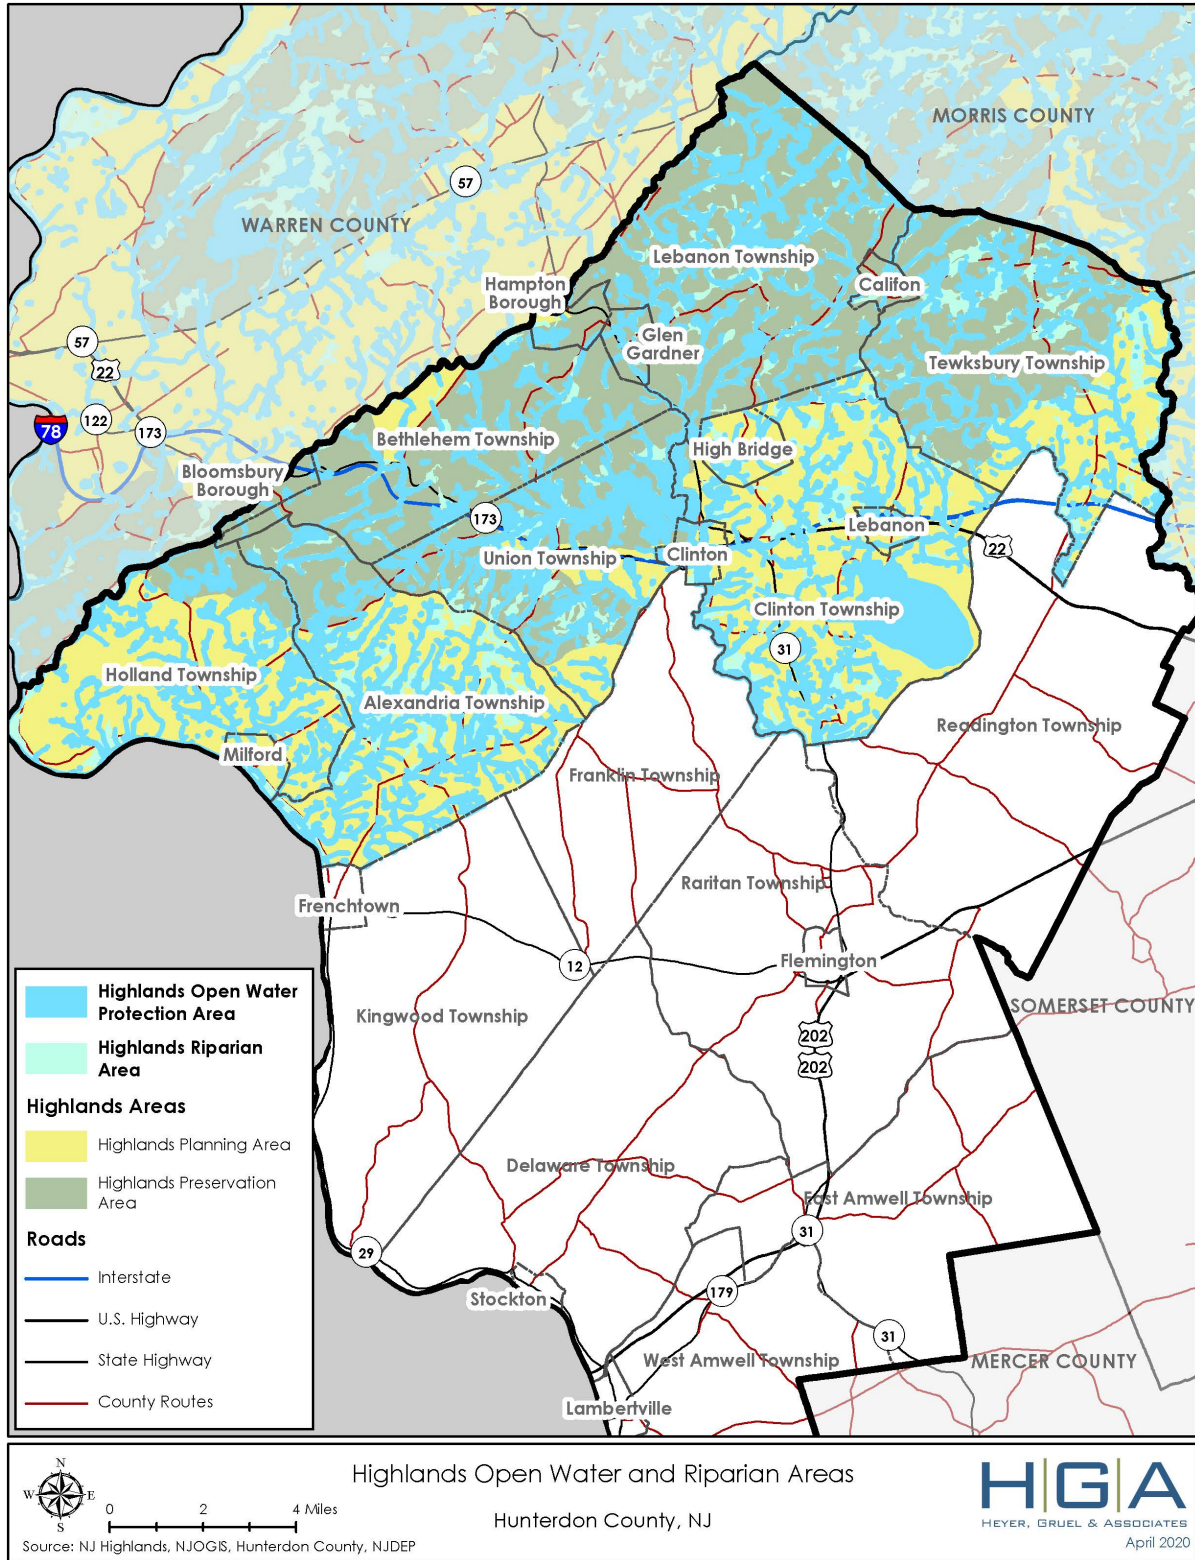 MORRIS COUNTY
57
WARREN COUNTY
Lebanon Township
Hampton
Borough
Califon
Glen
Gardner
57
22
Tewksbury Township
122
173
78
Bethlehem Township
High Bridge
Bloomsbury
Borough
173
Lebanon
22
Union Township
Clinton
Clinton Township
31
Holland Township
Alexandria Township
Readington Township
Milford
Franklin Township
Raritan Township
Frenchtown
Flemington
12
Kingwood Township
SOMERSET COUNTY
202
202
Delaware Township
East Amwell Township
31
29
Stockton
179
31
West Amwell Township
MERCER COUNTY
Lambertville
Highlands Open Water
Protection Area
Highlands Riparian
Area
Highlands Areas
Highlands Planning Area
Highlands Preservation
Area
Roads
Interstate
U.S. Highway
State Highway
County Routes
N
W
E
S
0
2
4 Miles
Source: NJ Highlands, NJOGIS, Hunterdon County, NJDEP
Highlands Open Water and Riparian Areas
Hunterdon County, NJ
H|G|A
HEYER, GRUEL & ASSOCIATES
April 2020